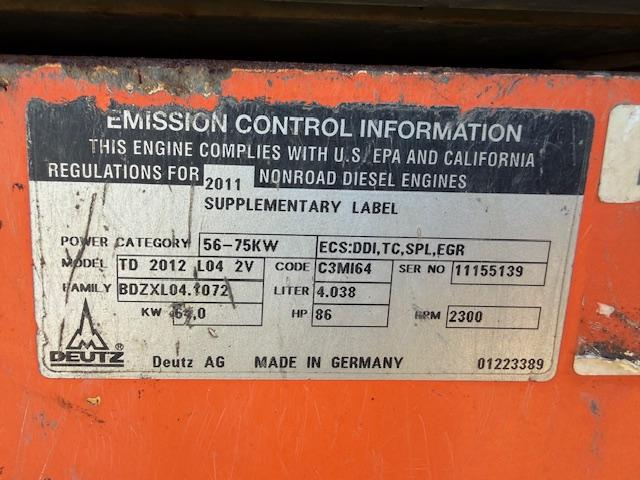 EMISSION CONTROL INFORMATION
THIS ENGINE COMPLIES WITH U.S. EPA AND CALIFORNIA
REGULATIONS FOR 2011 NONROAD DIESEL ENGINES
SUPPLEMENTARY LABEL
POWER CATEGORY 56-75KW ECS:DDI,TC,SPL,EGR
MODEL TD 2012 L04 2V CODE C3MI64 SER NO 11155139
FAMILY BDZXL04.1072 LITER 4.038
KW 64,0 HP 86 RPM 2300
DEUTZ® Deutz AG MADE IN GERMANY 01223389